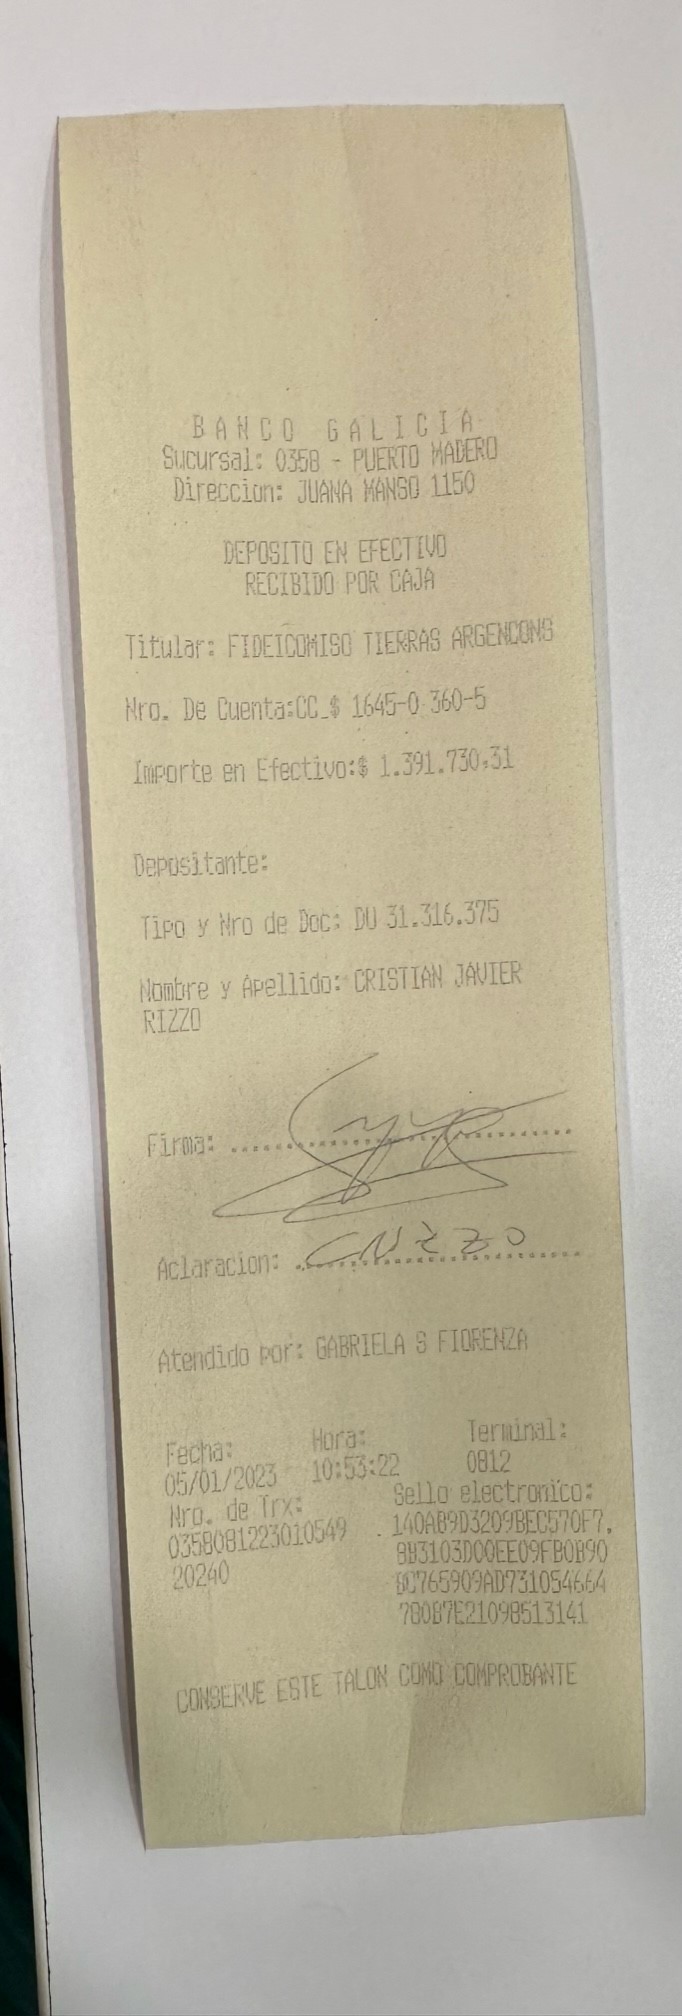 BANCO GALICIA
Sucursal: 0358 - PUERTO MADERO
Direccion: JUANA MANSO 1150
DEPOSITO EN EFECTIVO
RECIBIDO POR CAJA
Titular: FIDEICOMISO TIERRAS ARGENCONS
Nro. De Cuenta:CC_$ 1645-0 360-5
Importe en Efectivo:$ 1.391.730,31
Depositante:
Tipo y Nro de Doc: DU 31.316.375
Nombre y Apellido: CRISTIAN JAVIER
RIZZO
Firma:
Aclaracion: C RIZZO
Atendido por: GABRIELA S FIORENZA
Fecha: Hora: Terminal:
05/01/2023 10:53:22 0812
Nro. de Trx: Sello electronico:
0358081223010549 140AB9D3209BEC570F7
20240 8B3103D00EE09FB0B90
BC765909AD731054664
780B7E21098513141
CONSERVE ESTE TALON COMO COMPROBANTE